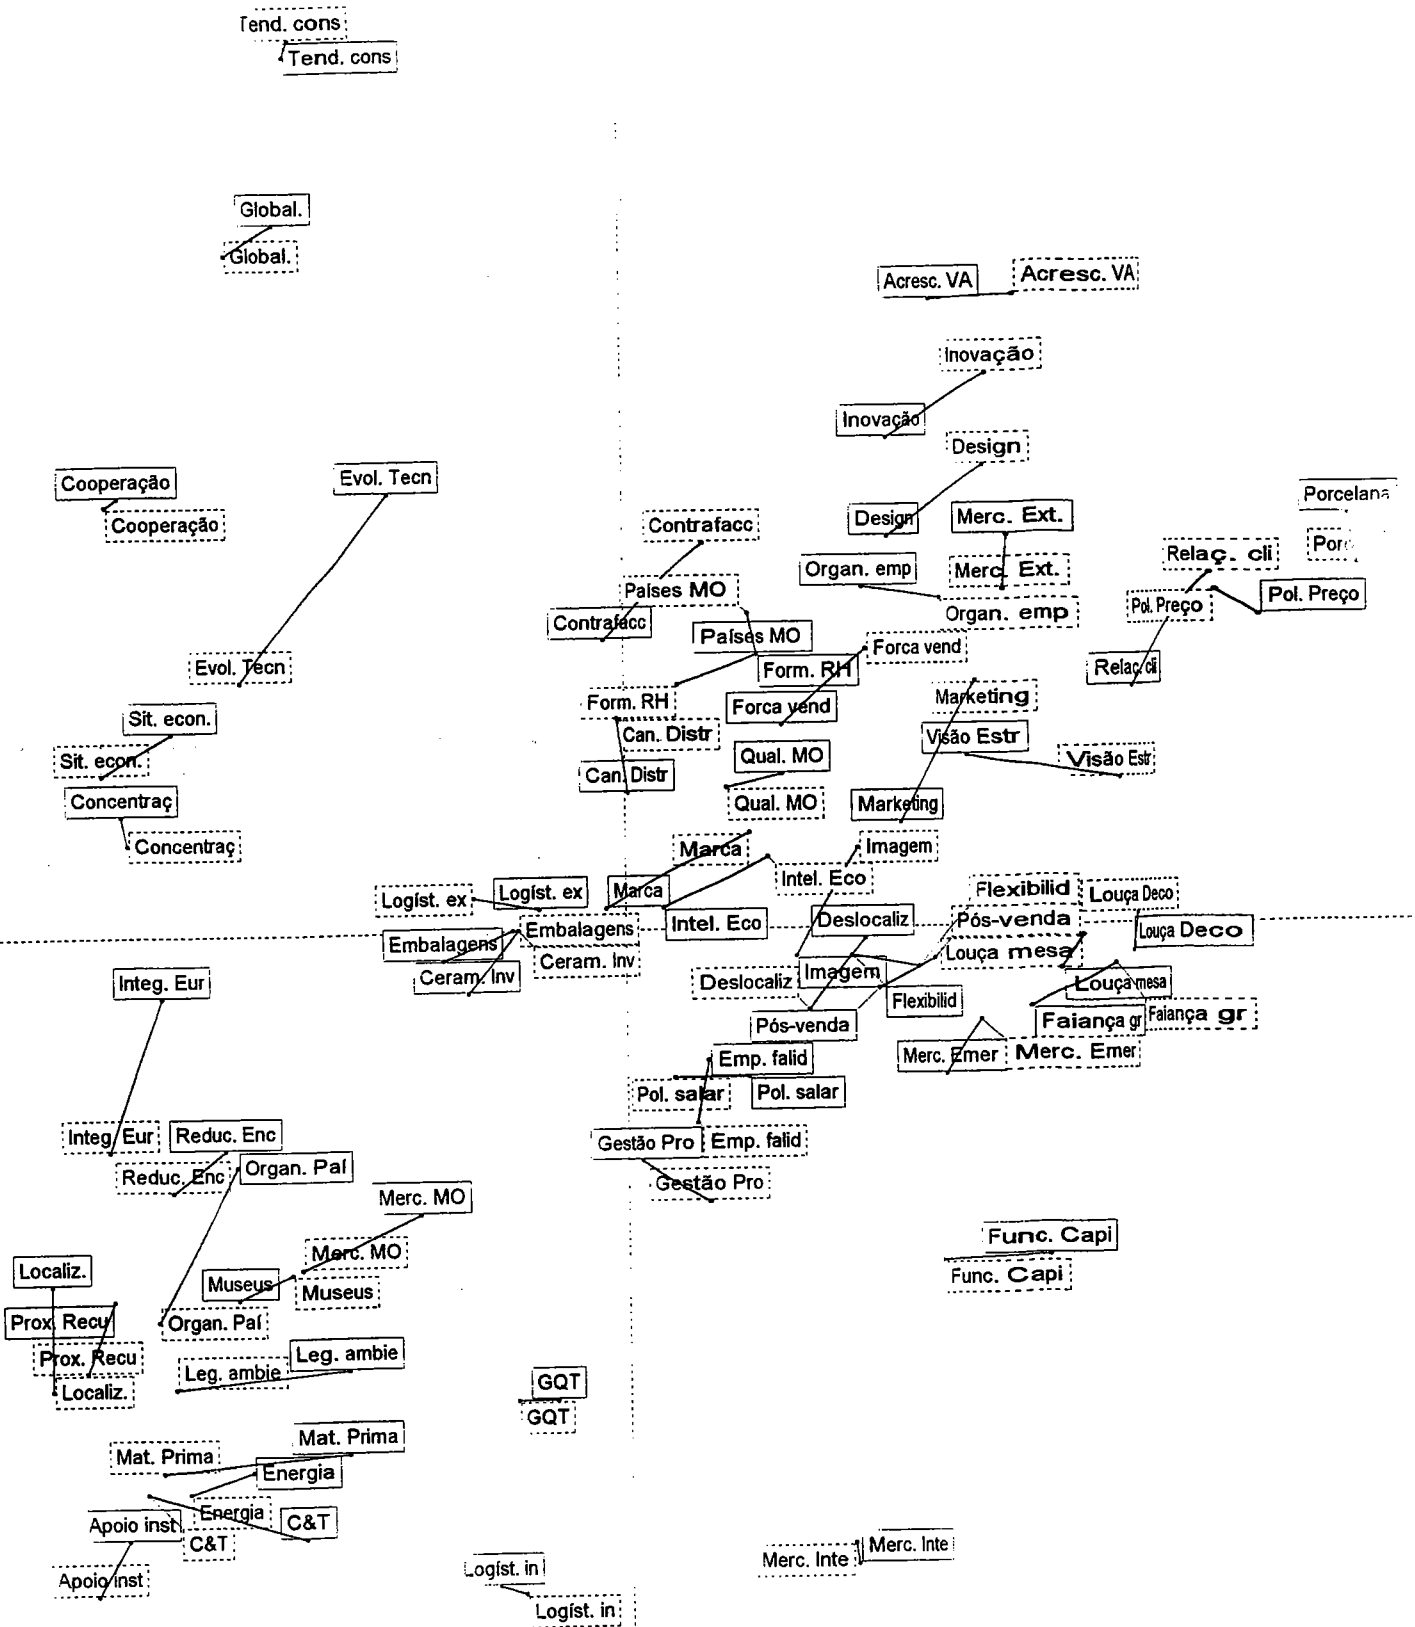 Tend. cons
Tend. cons
Global.
Global.
Acresc. VA
Acresc. VA
Inovação
Inovação
Design
Cooperação
Evol. Tecn
Cooperação
Contrafacc
Design
Merc. Ext.
Porcelana
Relaç. cli
Organ. emp
Merc. Ext.
Países MO
Pol. Preço
Pol. Preço
Organ. emp
Contrafacc
Países MO
Forca vend
Evol. Tecn
Form. RH
Relaç. cli
Form. RH
Marketing
Forca vend
Sit. econ.
Can. Distr
Visão Estr
Sit. econ.
Qual. MO
Visão Estr
Can. Distr
Concentraç
Qual. MO
Marketing
Concentraç
Marca
Imagem
Intel. Eco
Flexibilid
Louça Deco
Logíst. ex
Logíst. ex
Marca
Intel. Eco
Deslocaliz
Pós-venda
Embalagens
Louça Deco
Embalagens
Louça mesa
Ceram. Inv
Ceram. Inv
Imagem
Integ. Eur
Deslocaliz
Louça mesa
Flexibilid
Pós-venda
Faiança gr
Faiança gr
Emp. falid
Merc. Emer
Merc. Emer
Pol. salar
Pol. salar
Integ. Eur
Reduc. Enc
Gestão Pro
Emp. falid
Reduc. Enc
Organ. Paí
Gestão Pro
Merc. MO
Func. Capi
Merc. MO
Localiz.
Museus
Museus
Func. Capi
Prox. Recu
Organ. Paí
Prox. Recu
Leg. ambie
Leg. ambie
Localiz.
GQT
GQT
Mat. Prima
Mat. Prima
Energia
Energia
Apoio inst
C&T
C&T
Merc. Inte
Merc. Inte
Apoio inst
Logíst. in
Logíst. in